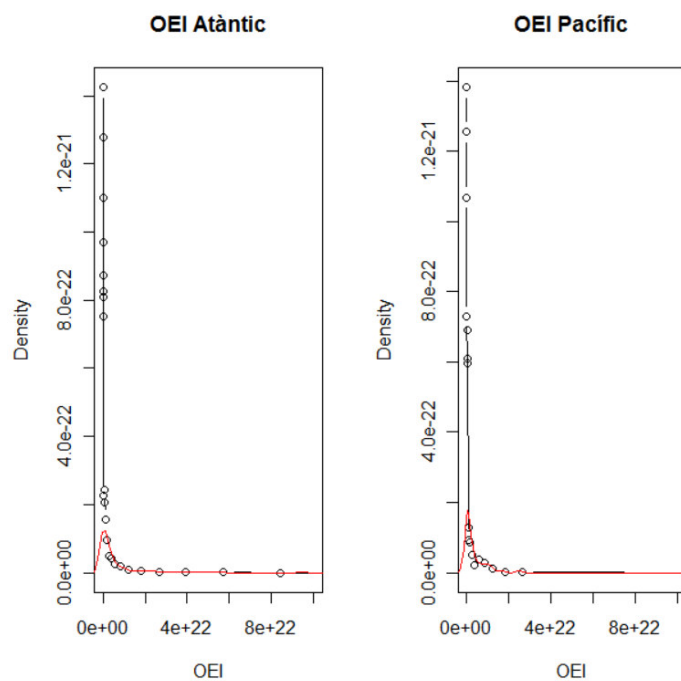 OEI Atàntic
Density
0.0e+00
4.0e-22
8.0e-22
1.2e-21
0e+00
4e+22
8e+22
OEI
OEI Pacífic
Density
0.0e+00
4.0e-22
8.0e-22
1.2e-21
0e+00
4e+22
8e+22
OEI